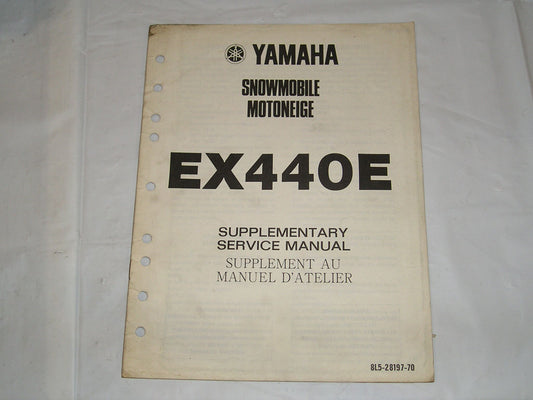 YAMAHA
SNOWMOBILE
MOTONEIGE
EX440E
SUPPLEMENTARY
SERVICE MANUAL
SUPPLEMENT AU
MANUEL D'ATELIER
8L5-28197-70